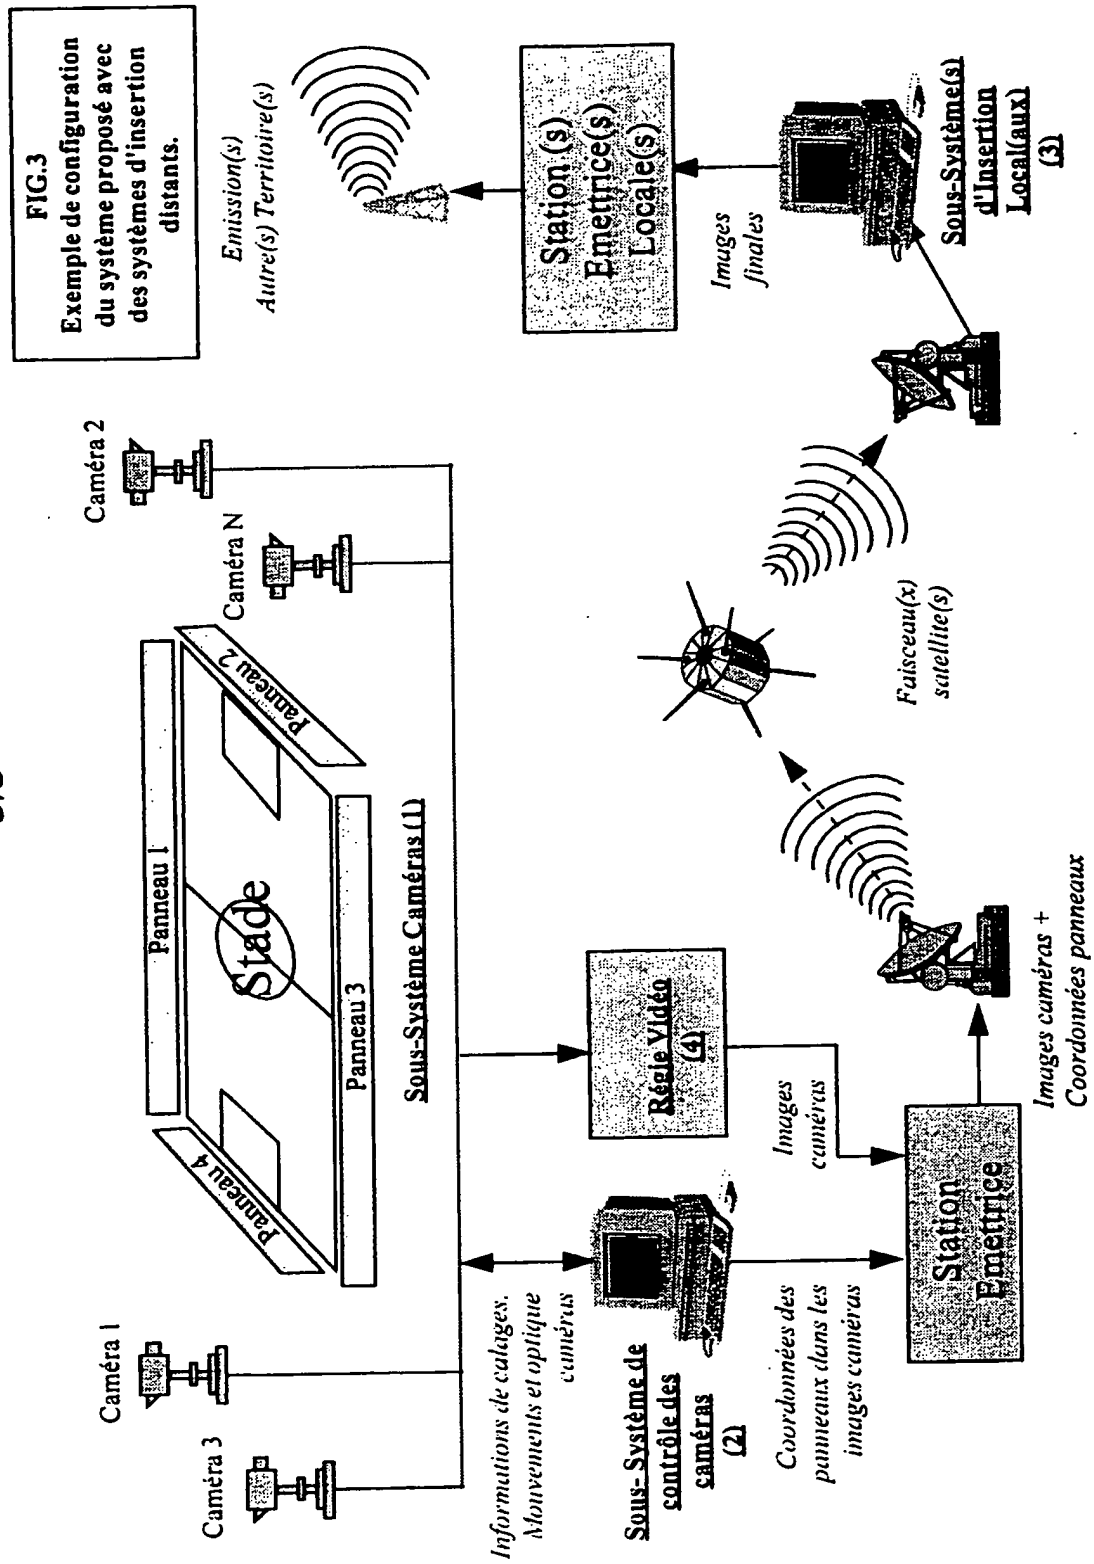 FIG.3
Exemple de configuration
du système proposé avec
des systèmes d'insertion
distants.
Caméra 1
Caméra 3
Caméra 2
Caméra N
Panneau 1
Panneau 2
Panneau 3
Panneau 4
Stade
Sous-Système Caméras (1)
Informations de calages.
Mouvements et optique
caméras
Sous- Système de
contrôle des
caméras
(2)
Régie Vidéo
(4)
Images
caméras
Coordonnées des
panneaux dans les
images caméras
Station
Emettrice
Images caméras +
Coordonnées panneaux
Faisceau(x)
satellite(s)
Sous-Système(s)
d'Insertion
Local(aux)
(3)
Images
finales
Station (s)
Emettrice(s)
Locale(s)
Emission(s)
Autre(s) Territoire(s)